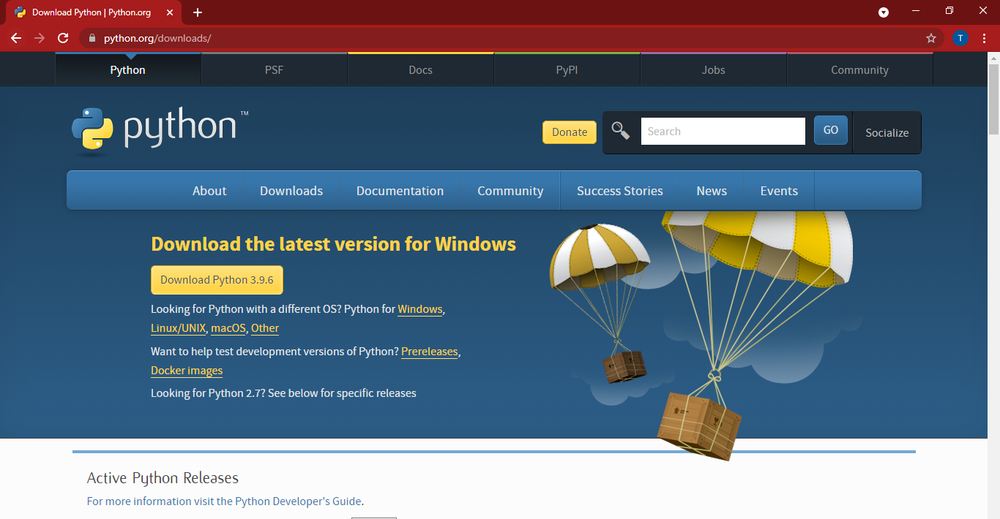 Download Python | Python.org
python.org/downloads/
T
Python PSF Docs PyPI Jobs Community
python™
Donate Search GO Socialize
About Downloads Documentation Community Success Stories News Events
Download the latest version for Windows
Download Python 3.9.6
Looking for Python with a different OS? Python for Windows,
Linux/UNIX, macOS, Other
Want to help test development versions of Python? Prereleases,
Docker images
Looking for Python 2.7? See below for specific releases
Active Python Releases
For more information visit the Python Developer's Guide.